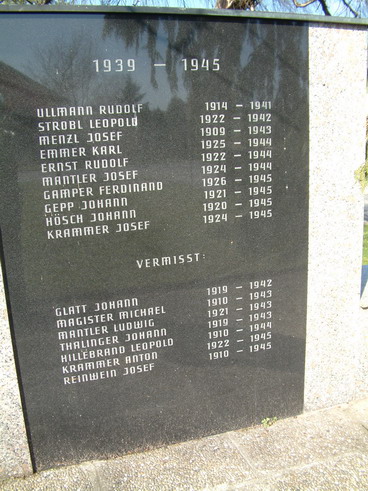 1939 – 1945
ULLMANN RUDOLF 1914 – 1941
STROBL LEOPOLD 1922 – 1942
MENZL JOSEF 1909 – 1943
EMMER KARL 1925 – 1944
ERNST RUDOLF 1922 – 1944
MANTLER JOSEF 1924 – 1944
GAMPER FERDINAND 1926 – 1945
GEPP JOHANN 1921 – 1945
HÖSCH JOHANN 1920 – 1945
KRAMMER JOSEF 1924 – 1945
VERMISST:
GLATT JOHANN 1919 – 1942
MAGISTER MICHAEL 1910 – 1943
MANTLER LUDWIG 1921 – 1943
THALINGER JOHANN 1919 – 1943
HILLEBRAND LEOPOLD 1910 – 1944
KRAMMER ANTON 1922 – 1945
REINWEIN JOSEF 1910 – 1945